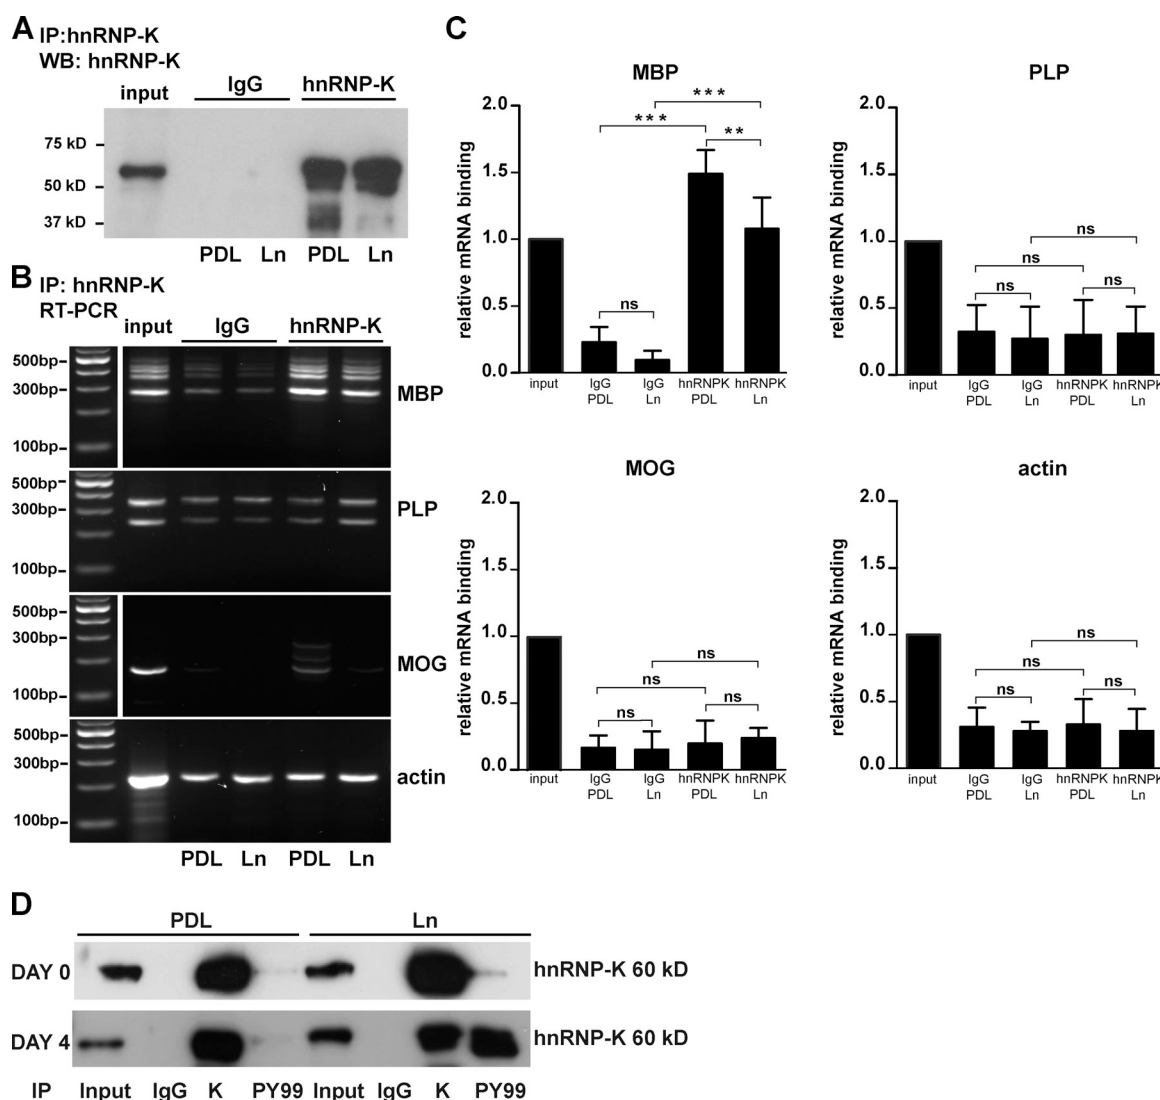 A
IP:hnRNP-K
WB: hnRNP-K
input IgG hnRNP-K
75 kD
50 kD
37 kD
PDL Ln PDL Ln
B
IP: hnRNP-K
RT-PCR
input IgG hnRNP-K
500bp
300bp
100bp
MBP
500bp
300bp
100bp
PLP
500bp
300bp
100bp
MOG
500bp
300bp
100bp
actin
PDL Ln PDL Ln
C
MBP
relative mRNA binding
2.0
1.5
1.0
0.5
0.0
***
***
**
ns
input IgG IgG hnRNPK hnRNPK
PDL Ln PDL Ln
PLP
relative mRNA binding
2.0
1.5
1.0
0.5
0.0
ns
ns
ns ns
input IgG IgG hnRNPK hnRNPK
PDL Ln PDL Ln
MOG
relative mRNA binding
2.0
1.5
1.0
0.5
0.0
ns
ns
ns ns
input IgG IgG hnRNPK hnRNPK
PDL Ln PDL Ln
actin
relative mRNA binding
2.0
1.5
1.0
0.5
0.0
ns
ns
ns ns
input IgG IgG hnRNPK hnRNPK
PDL Ln PDL Ln
D
PDL Ln
DAY 0 hnRNP-K 60 kD
DAY 4 hnRNP-K 60 kD
IP Input IgG K PY99 Input IgG K PY99